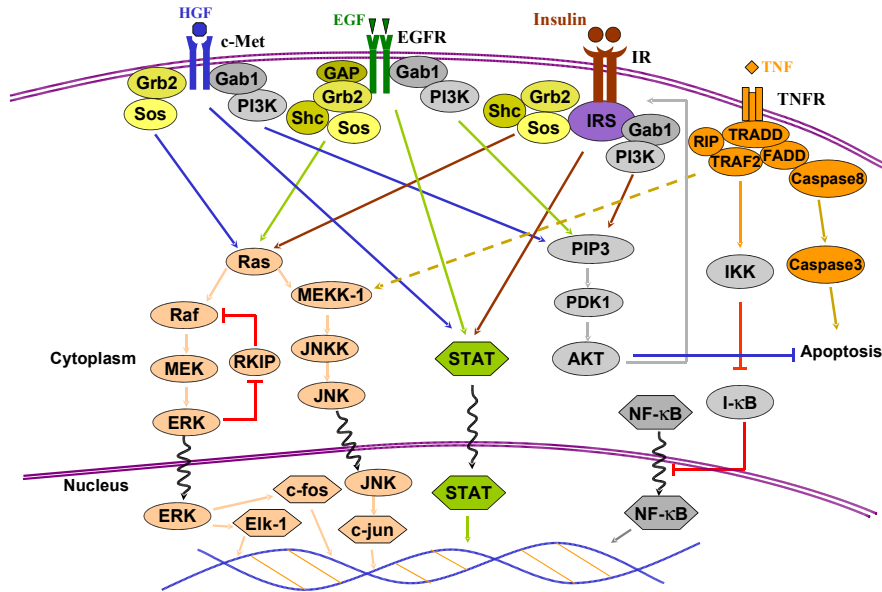 HGF
c-Met
EGF
EGFR
Insulin
IR
TNF
TNFR
Grb2
Sos
Gab1
PI3K
GAP
Grb2
Shc
Sos
Gab1
PI3K
Shc
Grb2
Sos
IRS
Gab1
PI3K
RIP
TRADD
TRAF2
FADD
Caspase8
Ras
PIP3
IKK
Caspase3
MEKK-1
PDK1
Raf
Cytoplasm
MEK
RKIP
JNKK
STAT
AKT
Apoptosis
ERK
JNK
NF-κB
I-κB
Nucleus
ERK
c-fos
Elk-1
JNK
c-jun
STAT
NF-κB